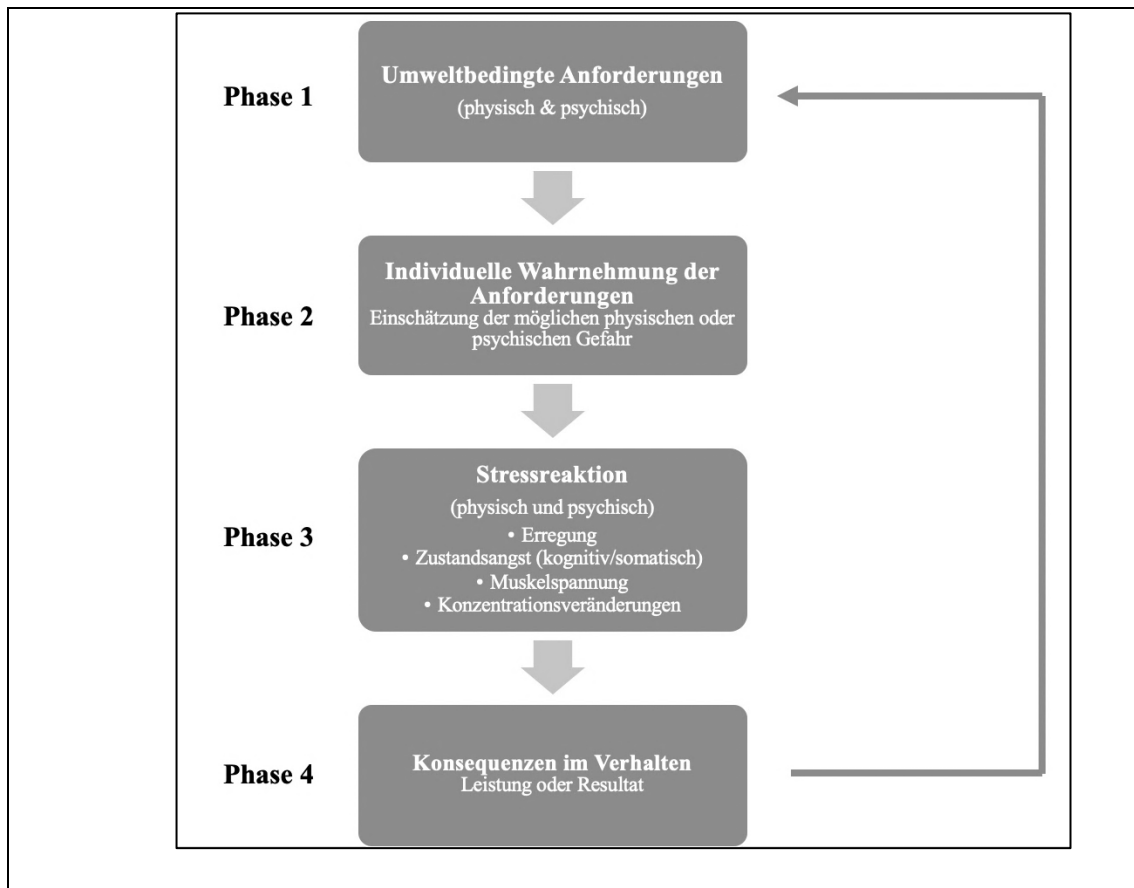 Phase 1
Umweltbedingte Anforderungen
(physisch & psychisch)
Phase 2
Individuelle Wahrnehmung der
Anforderungen
Einschätzung der möglichen physischen oder
psychischen Gefahr
Phase 3
Stressreaktion
(physisch und psychisch)
• Erregung
• Zustandsangst (kognitiv/somatisch)
• Muskelspannung
• Konzentrationsveränderungen
Phase 4
Konsequenzen im Verhalten
Leistung oder Resultat